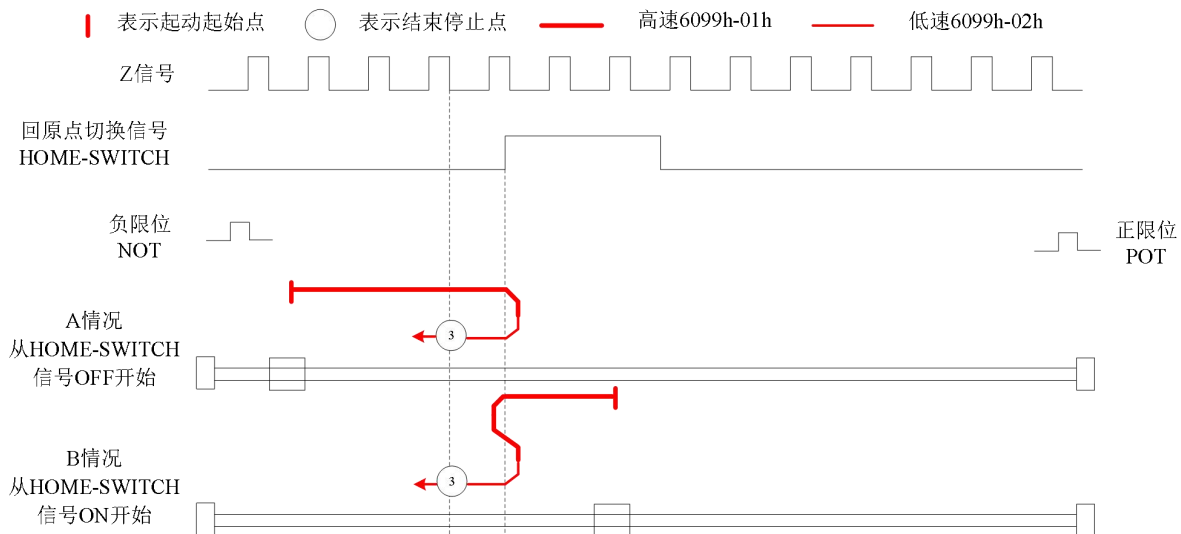 表示起动起始点 表示结束停止点 高速6099h-01h 低速6099h-02h
Z信号
回原点切换信号
HOME-SWITCH
负限位
NOT
正限位
POT
A情况
从HOME-SWITCH
信号OFF开始
3
B情况
从HOME-SWITCH
信号ON开始
3